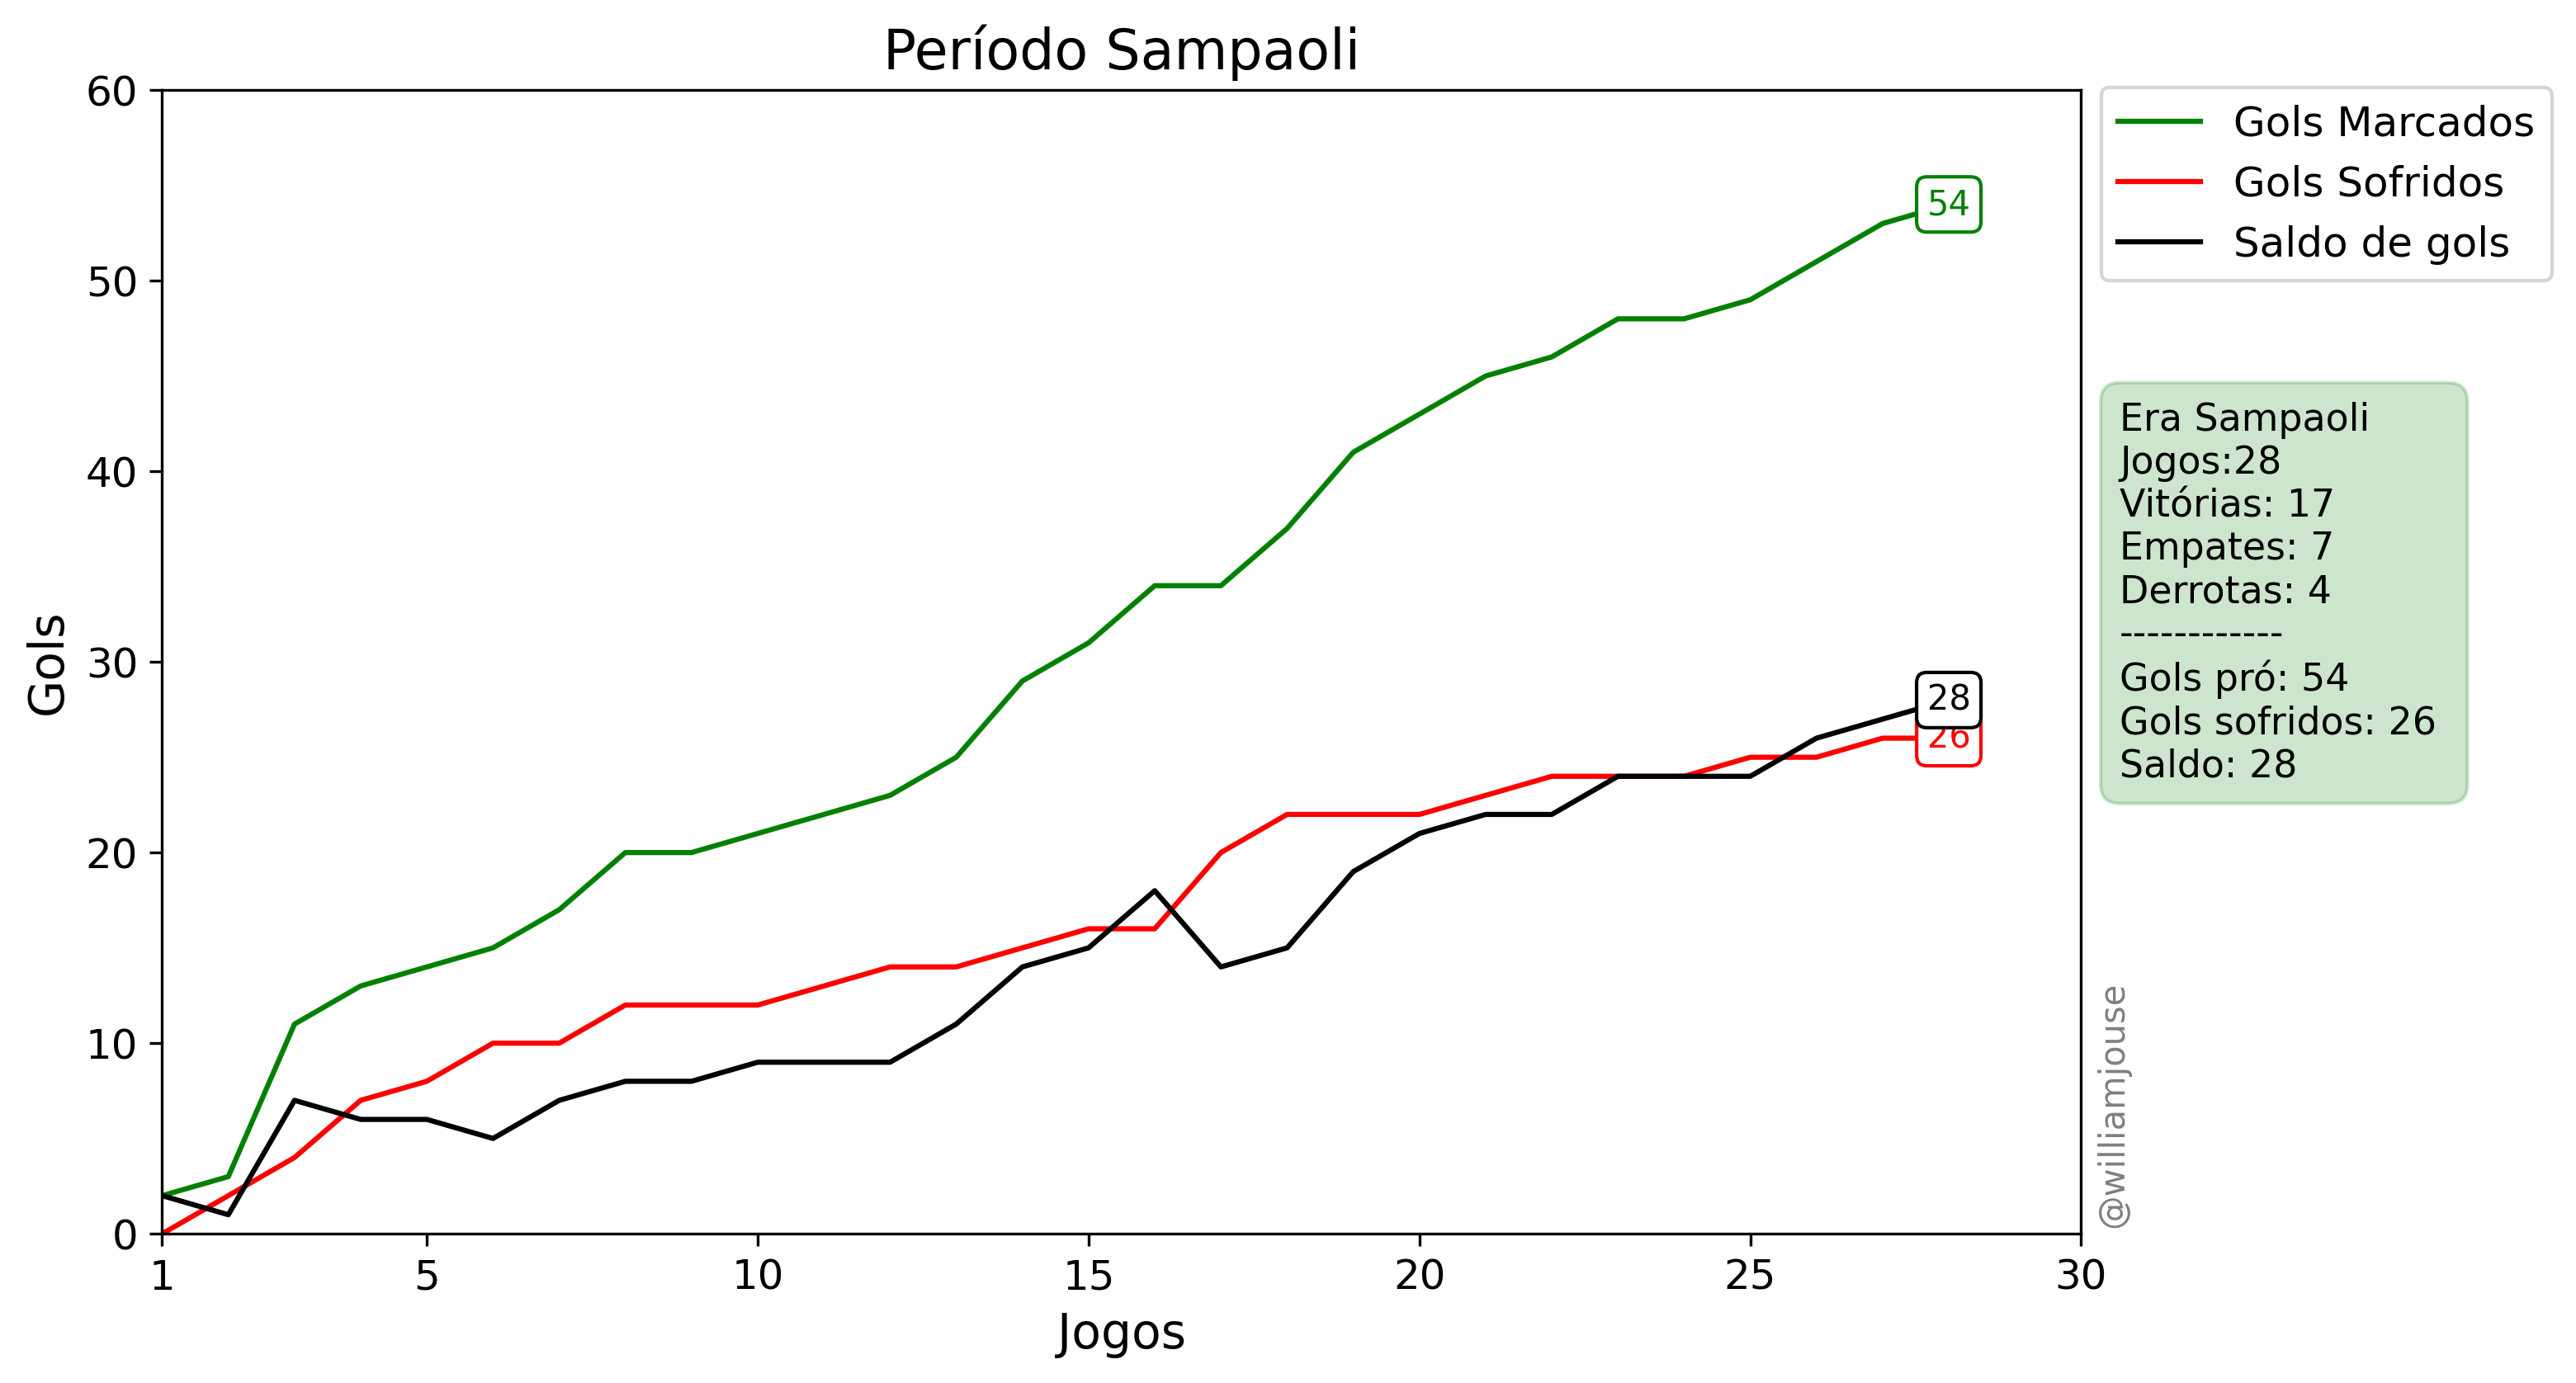 Período Sampaoli
60
50
40
30
20
10
0
Gols
1
5
10
15
20
25
30
Jogos
54
28
26
Gols Marcados
Gols Sofridos
Saldo de gols
Era Sampaoli
Jogos:28
Vitórias: 17
Empates: 7
Derrotas: 4
------------
Gols pró: 54
Gols sofridos: 26
Saldo: 28
@williamjouse